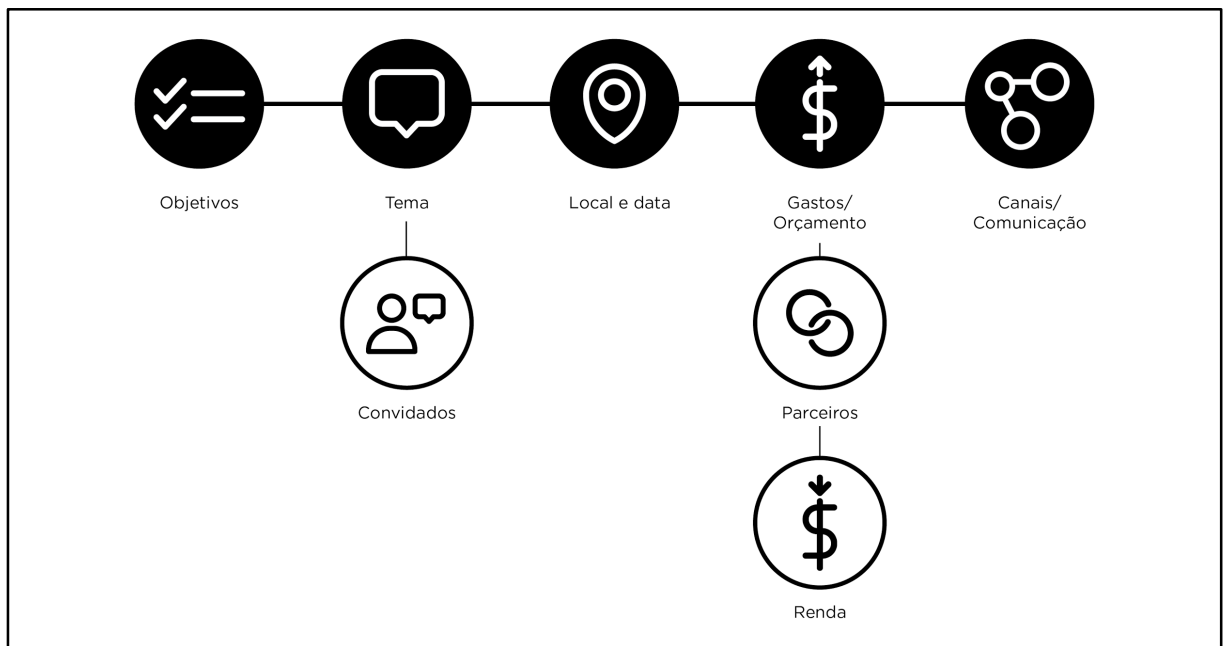 Objetivos
Tema
Local e data
Gastos/
Orçamento
Canais/
Comunicação
Convidados
Parceiros
Renda